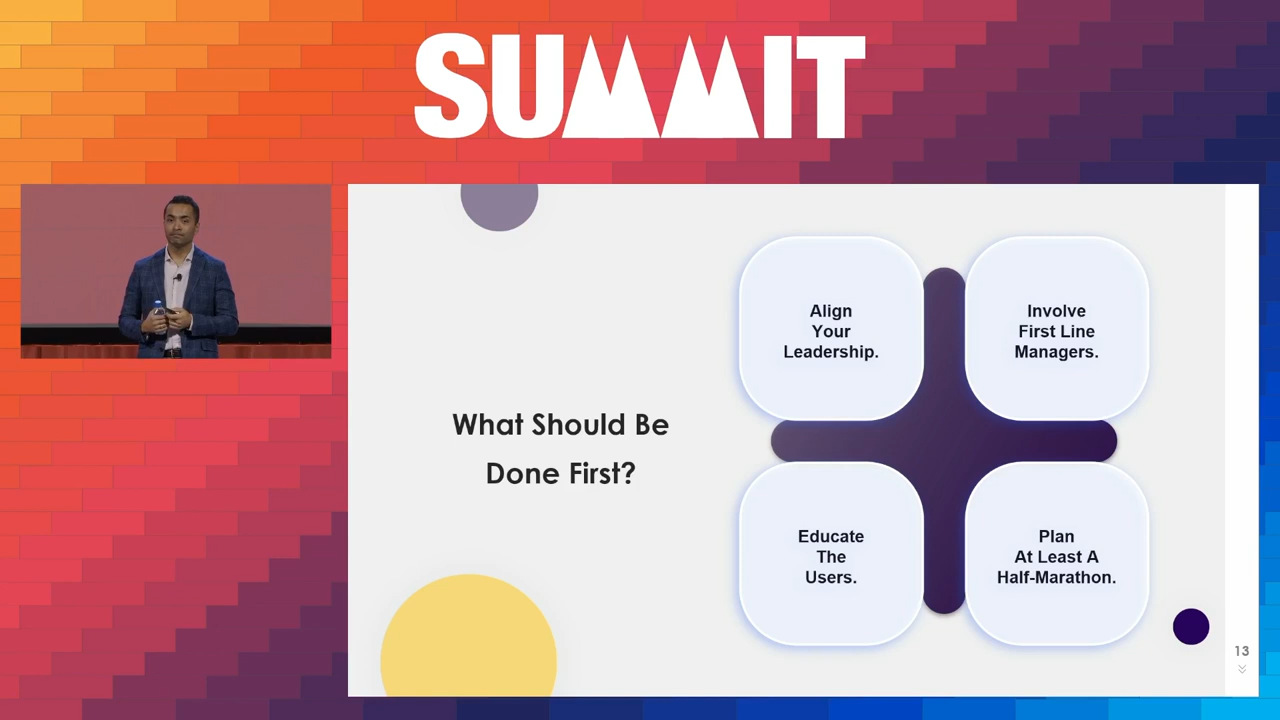 SUMMIT
What Should Be
Done First?
Align
Your
Leadership.
Involve
First Line
Managers.
Educate
The
Users.
Plan
At Least A
Half-Marathon.
13